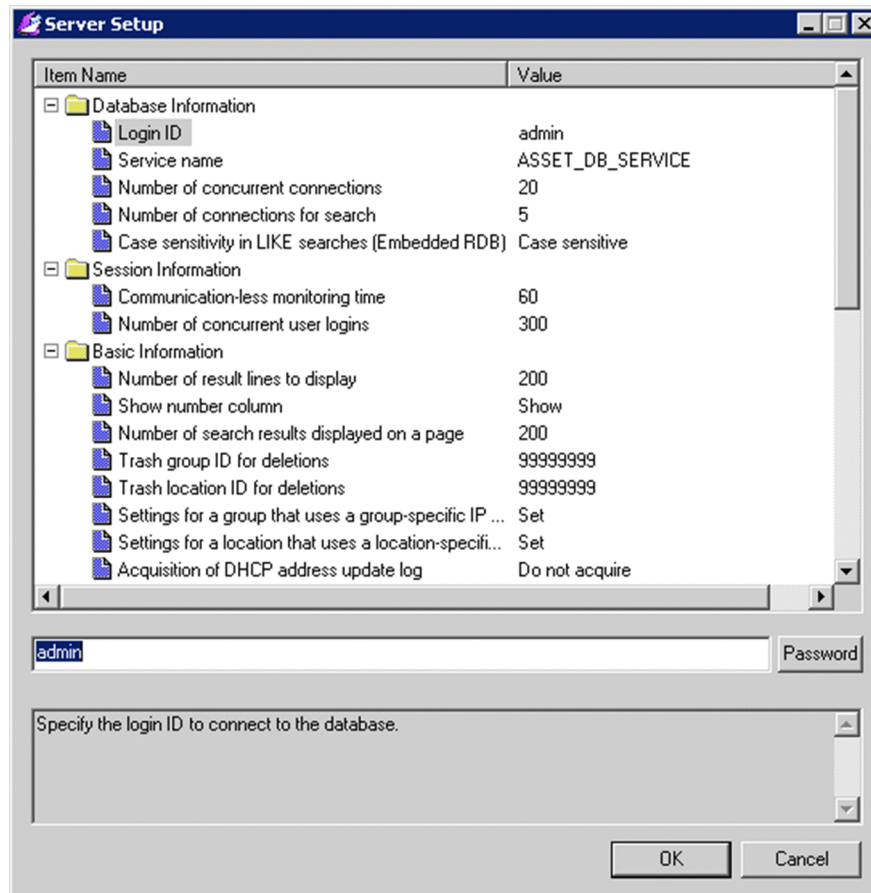 Server Setup
Item Name Value
Database Information
Login ID admin
Service name ASSET_DB_SERVICE
Number of concurrent connections 20
Number of connections for search 5
Case sensitivity in LIKE searches (Embedded RDB) Case sensitive
Session Information
Communication-less monitoring time 60
Number of concurrent user logins 300
Basic Information
Number of result lines to display 200
Show number column Show
Number of search results displayed on a page 200
Trash group ID for deletions 99999999
Trash location ID for deletions 99999999
Settings for a group that uses a group-specific IP ... Set
Settings for a location that uses a location-specifi... Set
Acquisition of DHCP address update log Do not acquire
admin Password
Specify the login ID to connect to the database.
OK Cancel